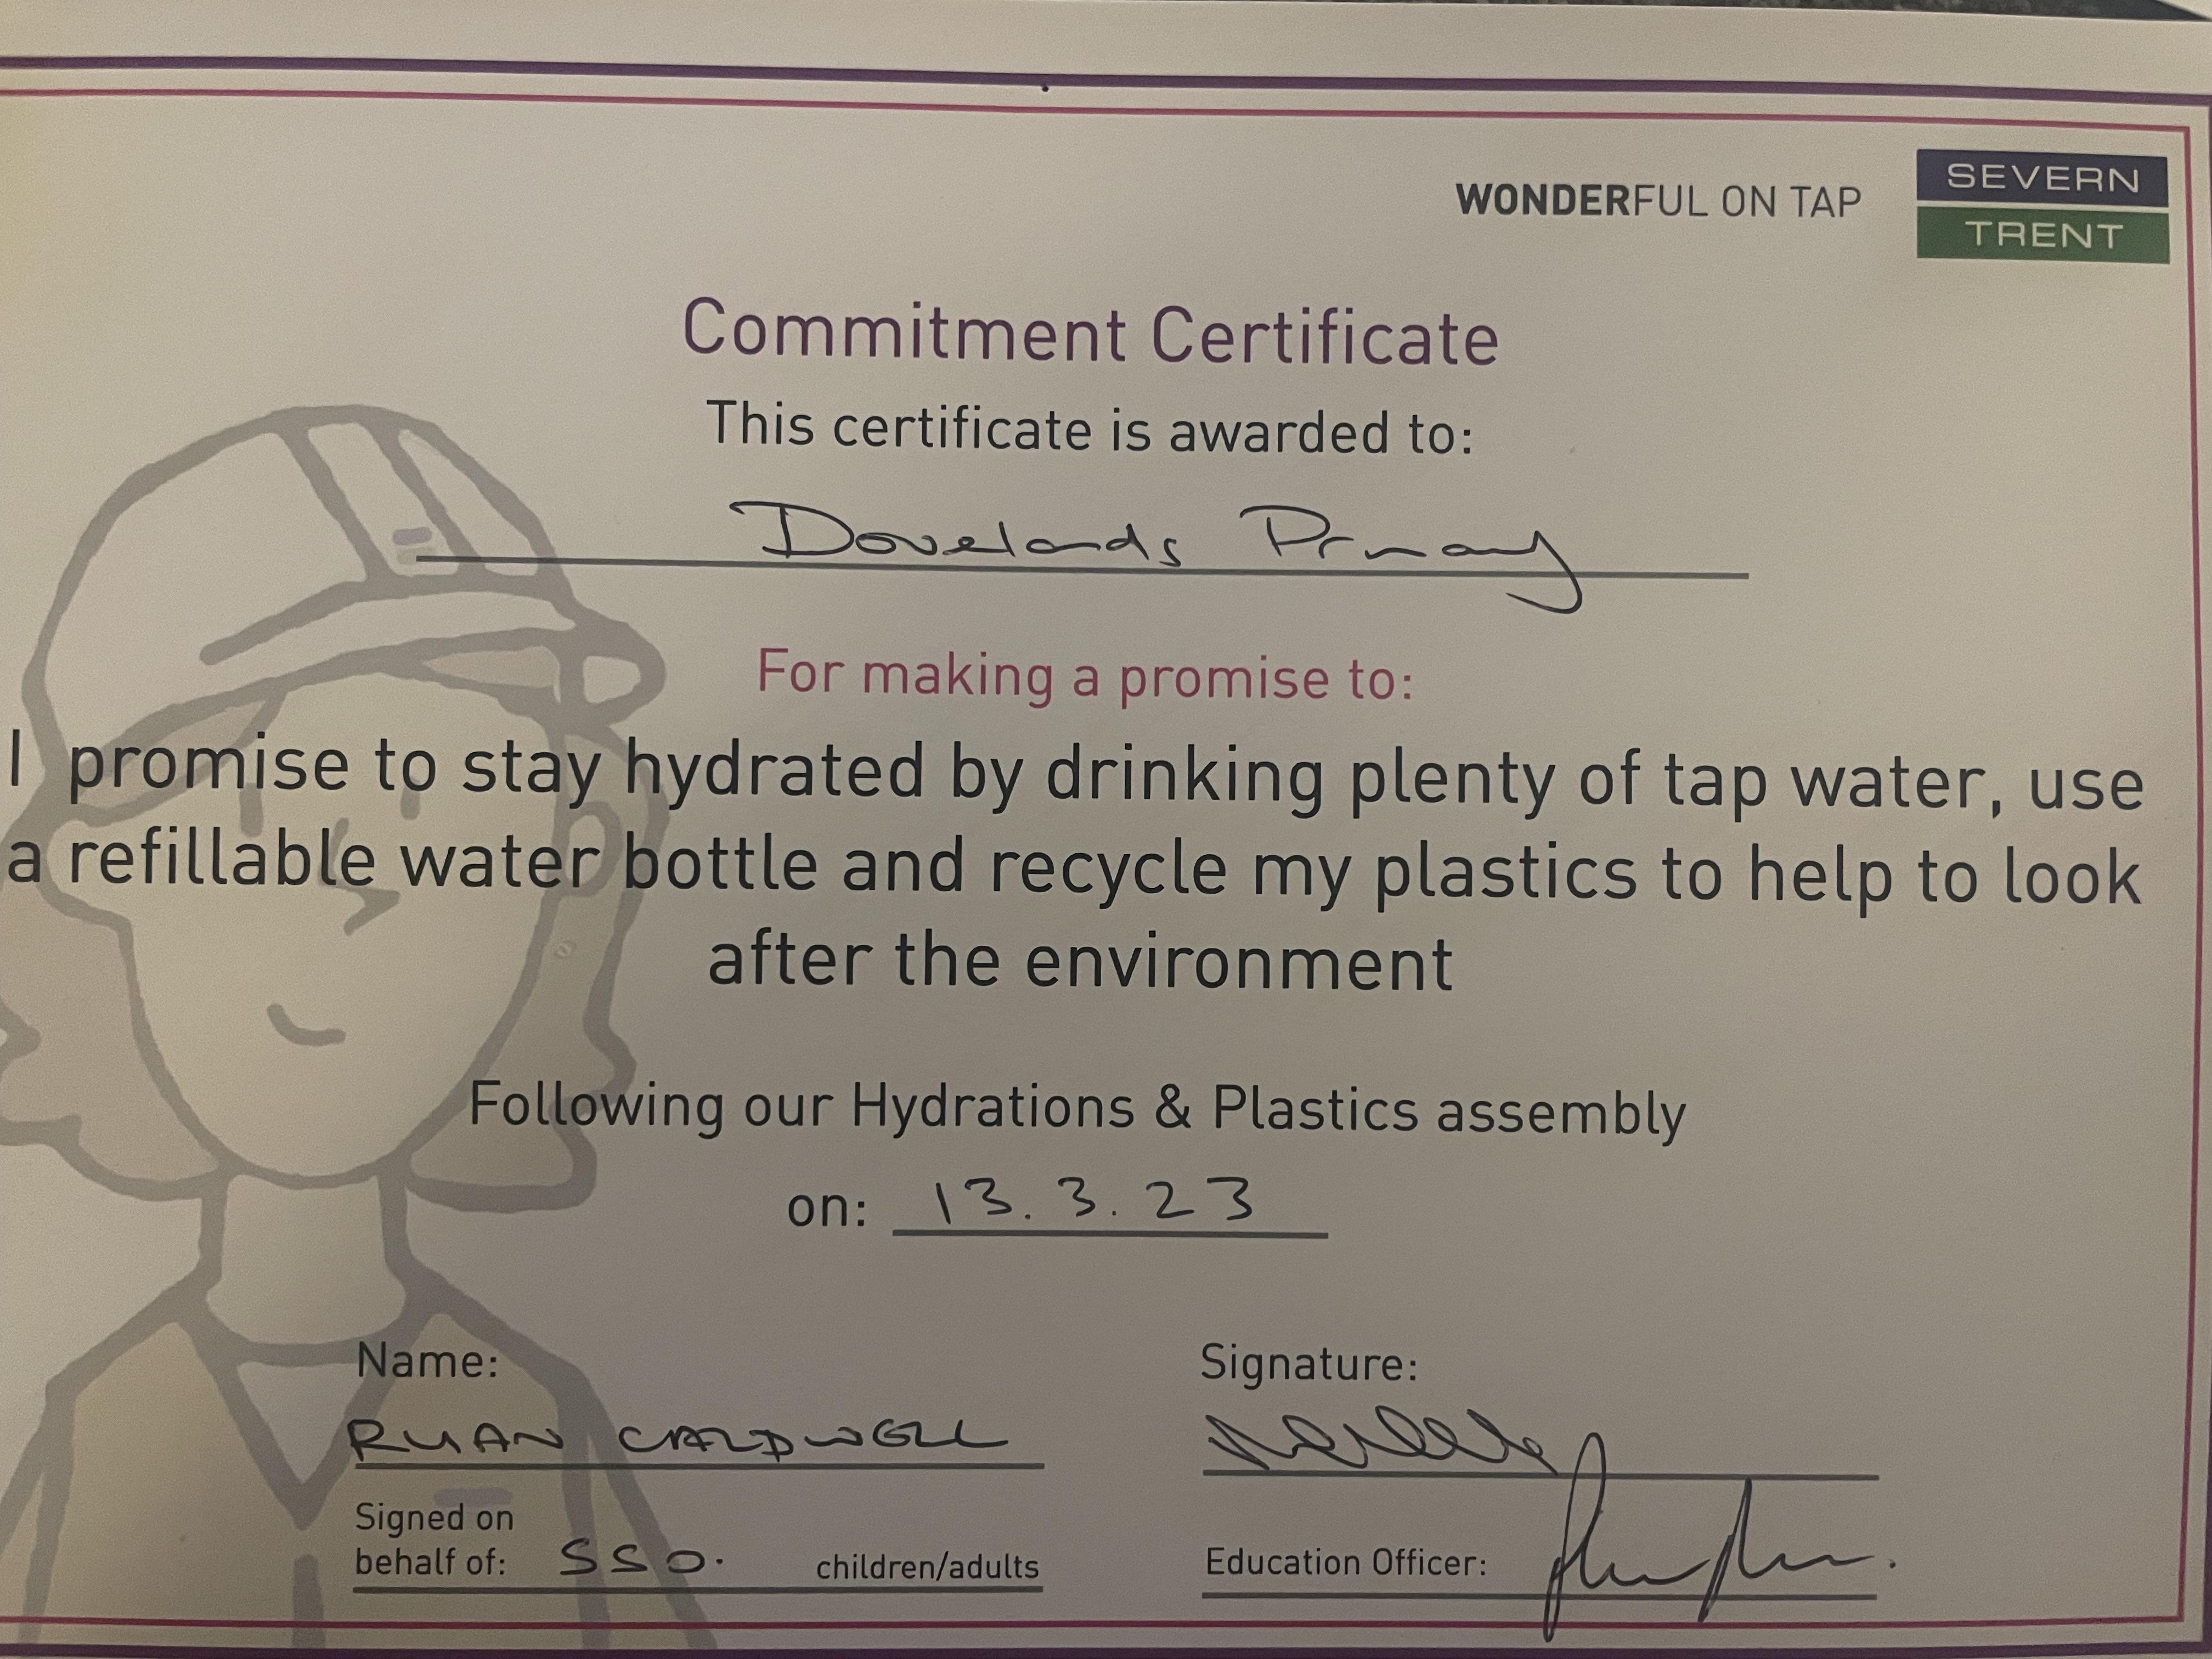 WONDERFUL ON TAP
SEVERN
TRENT
Commitment Certificate
This certificate is awarded to:
Dovelands Primary
For making a promise to:
I promise to stay hydrated by drinking plenty of tap water, use
a refillable water bottle and recycle my plastics to help to look
after the environment
Following our Hydrations & Plastics assembly
on: 13.3.23
Name:
RYAN CALDWELL
Signature:
Signed on
behalf of: 550. children/adults
Education Officer: